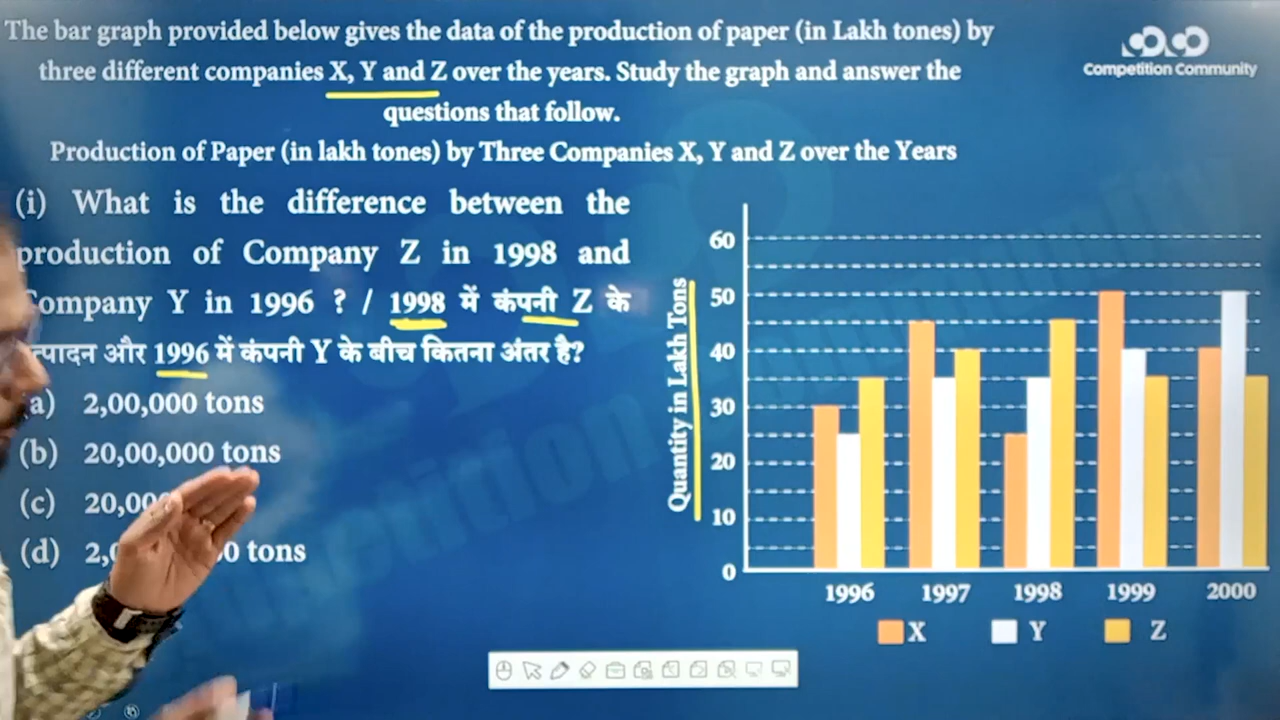 The bar graph provided below gives the data of the production of paper (in Lakh tones) by
three different companies X, Y and Z over the years. Study the graph and answer the
questions that follow.
Competition Community
Production of Paper (in lakh tones) by Three Companies X, Y and Z over the Years
(i) What is the difference between the
production of Company Z in 1998 and
Company Y in 1996 ? / 1998 में कंपनी Z के
उत्पादन और 1996 में कंपनी Y के बीच कितना अंतर है?
(a) 2,00,000 tons
(b) 20,00,000 tons
(c)
(d) tons
Quantity in Lakh Tons
60
50
40
30
20
10
0
1996 1997 1998 1999 2000
X Y Z